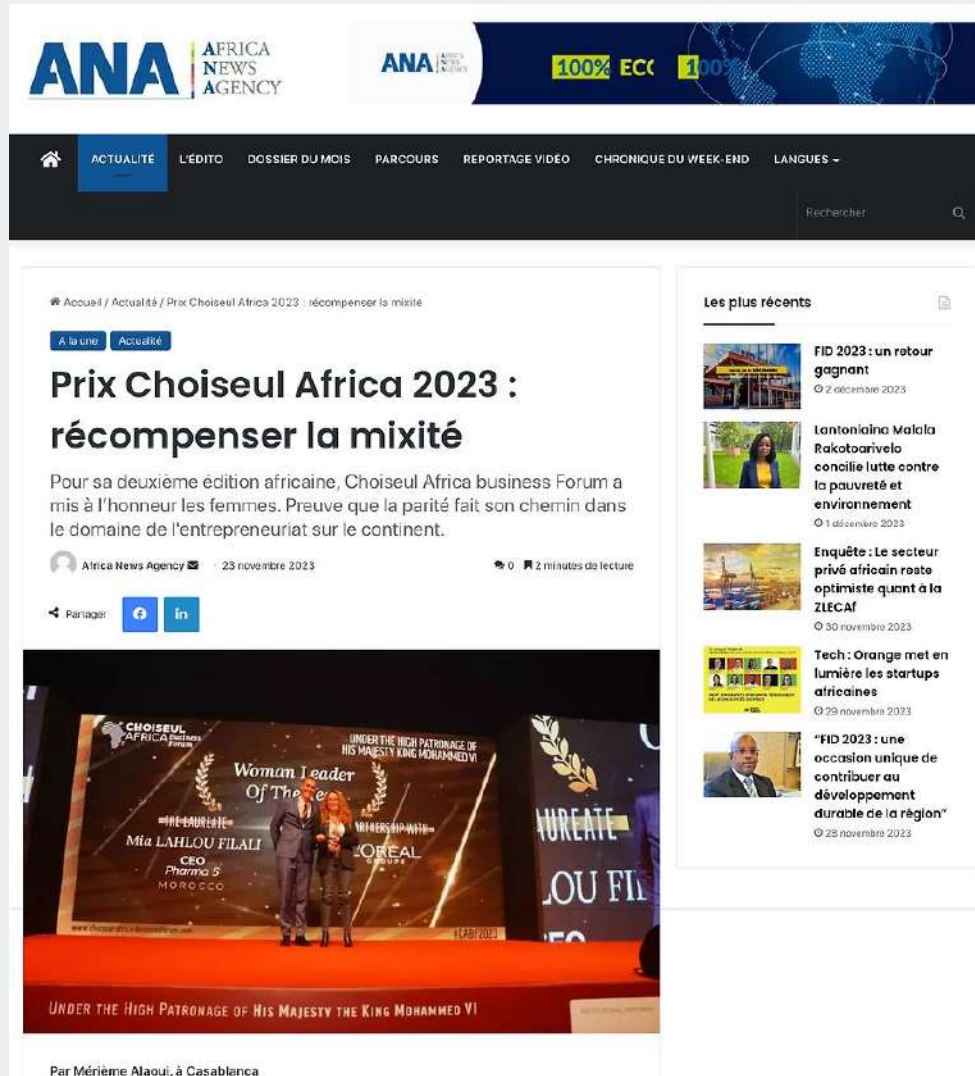 ANA
AFRICA
NEWS
AGENCY
ANA
100% ECO
100%
ACTUALITÉ
L'ÉDITO
DOSSIER DU MOIS
PARCOURS
REPORTAGE VIDÉO
CHRONIQUE DU WEEK-END
LANGUES
Rechercher
Accueil / Actualité / Prix Choiseul Africa 2023 : récompenser la mixité
A la une
Actualité
Prix Choiseul Africa 2023 :
récompenser la mixité
Pour sa deuxième édition africaine, Choiseul Africa business Forum a
mis à l'honneur les femmes. Preuve que la parité fait son chemin dans
le domaine de l'entrepreneuriat sur le continent.
Africa News Agency
23 novembre 2023
0
2 minutes de lecture
Partager
in
CHOISEUL
AFRICA Business
Forum
UNDER THE HIGH PATRONAGE OF
HIS MAJESTY KING MOHAMMED VI
Woman Leader
Of The
THE LAUREATE
Mia LAHLOU FILALI
CEO
Pharma 5
MOROCCO
WITH
L'ORÉAL
GROUPE
#CABF2023
UREATE
LOU FIL
UNDER THE HIGH PATRONAGE OF HIS MAJESTY THE KING MOHAMMED VI
Par Mérième Alaoui, à Casablanca
Les plus récents
FID 2023 : un retour
gagnant
2 décembre 2023
Lantoniaina Malala
Rakotoarivelo
concilie lutte contre
la pauvreté et
environnement
1 décembre 2023
Enquête : Le secteur
privé africain reste
optimiste quant à la
ZLECAf
30 novembre 2023
Tech : Orange met en
lumière les startups
africaines
29 novembre 2023
"FID 2023 : une
occasion unique de
contribuer au
développement
durable de la région"
28 novembre 2023